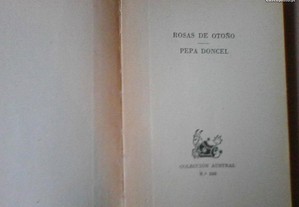 ROSAS DE OTOÑO
PEPA DONCEL
COLECCIÓN AUSTRAL
N.º